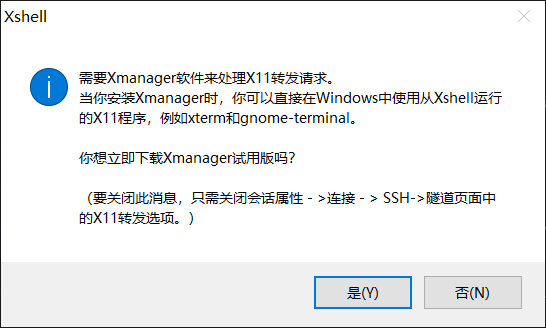 Xshell
需要Xmanager软件来处理X11转发请求。
当你安装Xmanager时，你可以直接在Windows中使用从Xshell运行
的X11程序，例如xterm和gnome-terminal。
你想立即下载Xmanager试用版吗?
（要关闭此消息，只需关闭会话属性 - >连接 - > SSH->隧道页面中
的X11转发选项。）
是(Y)
否(N)